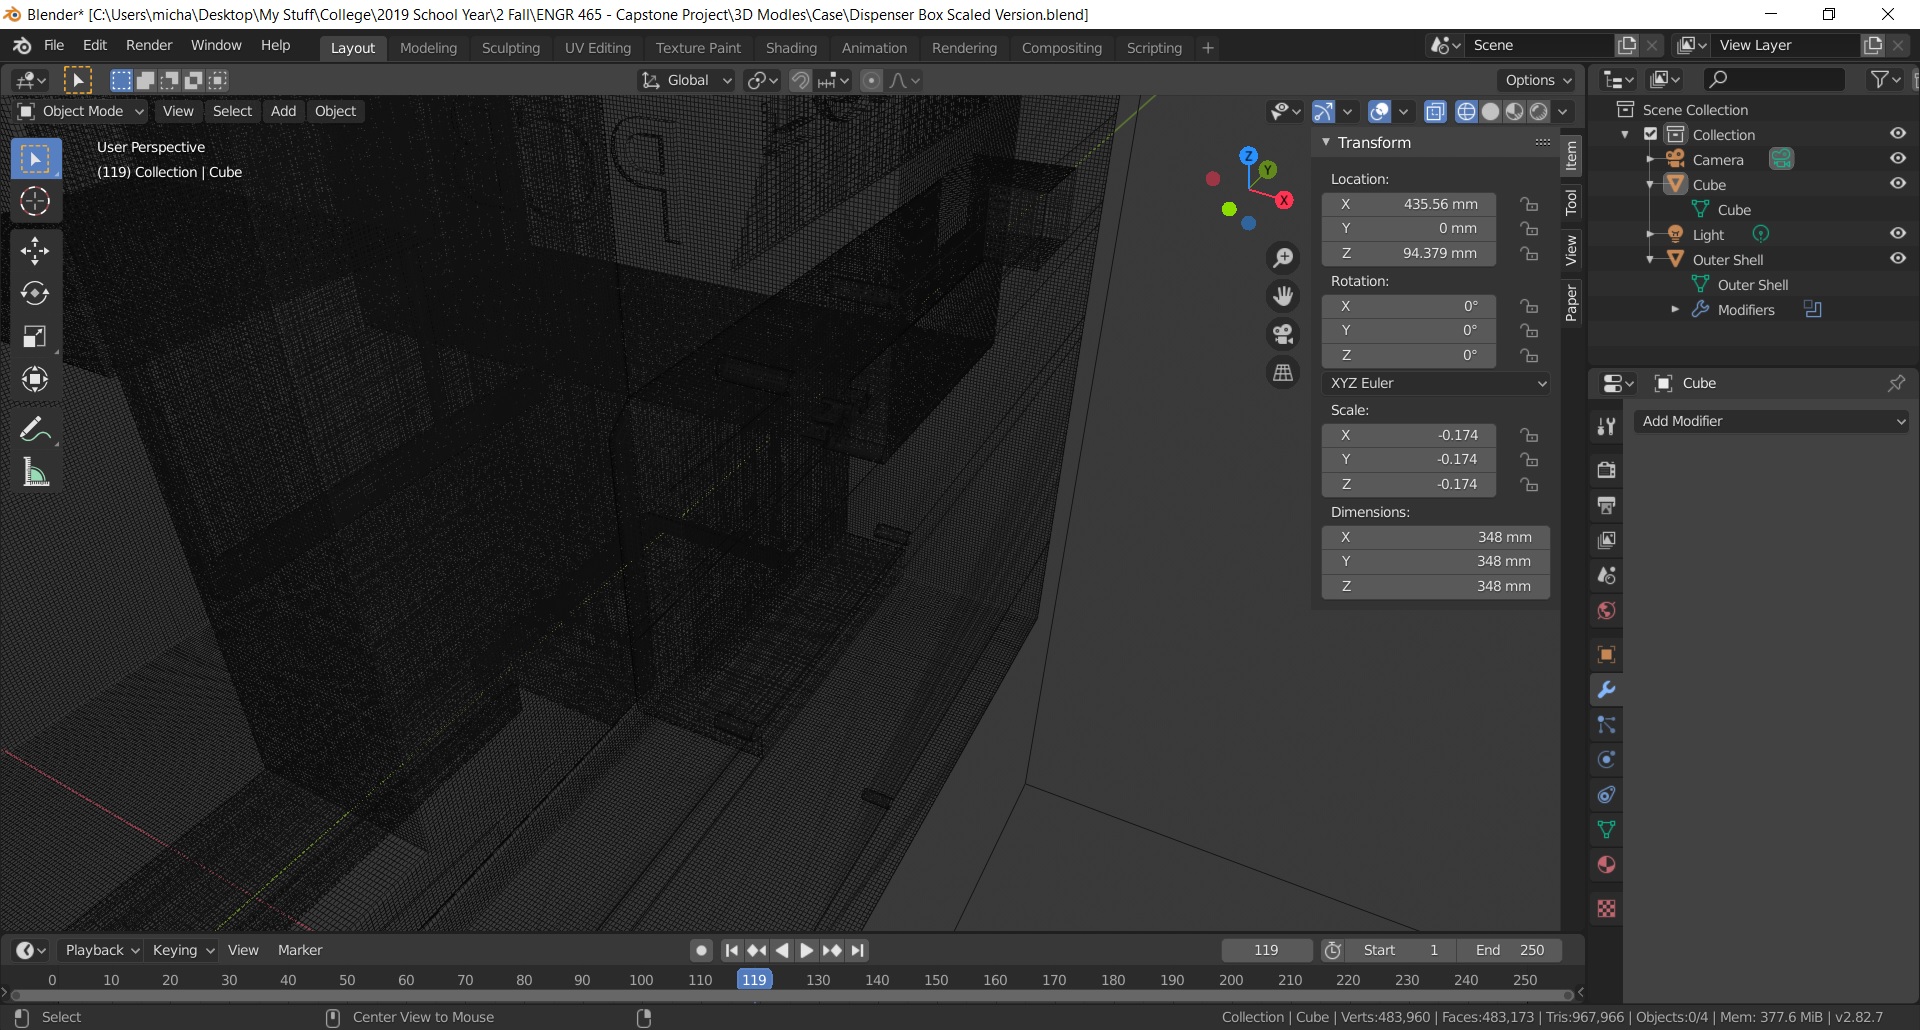 Blender* [C:\Users\micha\Desktop\My Stuff\College\2019 School Year\2 Fall\ENGR 465 - Capstone Project\3D Modles\Case\Dispenser Box Scaled Version.blend]
File Edit Render Window Help Layout Modeling Sculpting UV Editing Texture Paint Shading Animation Rendering Compositing Scripting + Scene View Layer
Global Options
Object Mode View Select Add Object
User Perspective
(119) Collection | Cube
Z
Y
X
Transform
Location:
X 435.56 mm
Y 0 mm
Z 94.379 mm
Rotation:
X 0°
Y 0°
Z 0°
XYZ Euler
Scale:
X -0.174
Y -0.174
Z -0.174
Dimensions:
X 348 mm
Y 348 mm
Z 348 mm
Item
Tool
View
Paper
Scene Collection
Collection
Camera
Cube
Cube
Light
Outer Shell
Outer Shell
Modifiers
Cube
Add Modifier
Playback Keying View Marker 119 Start 1 End 250
0 10 20 30 40 50 60 70 80 90 100 110 119 130 140 150 160 170 180 190 200 210 220 230 240 250
Select Center View to Mouse Collection | Cube | Verts:483,960 | Faces:483,173 | Tris:967,966 | Objects:0/4 | Mem: 377.6 MiB | v2.82.7